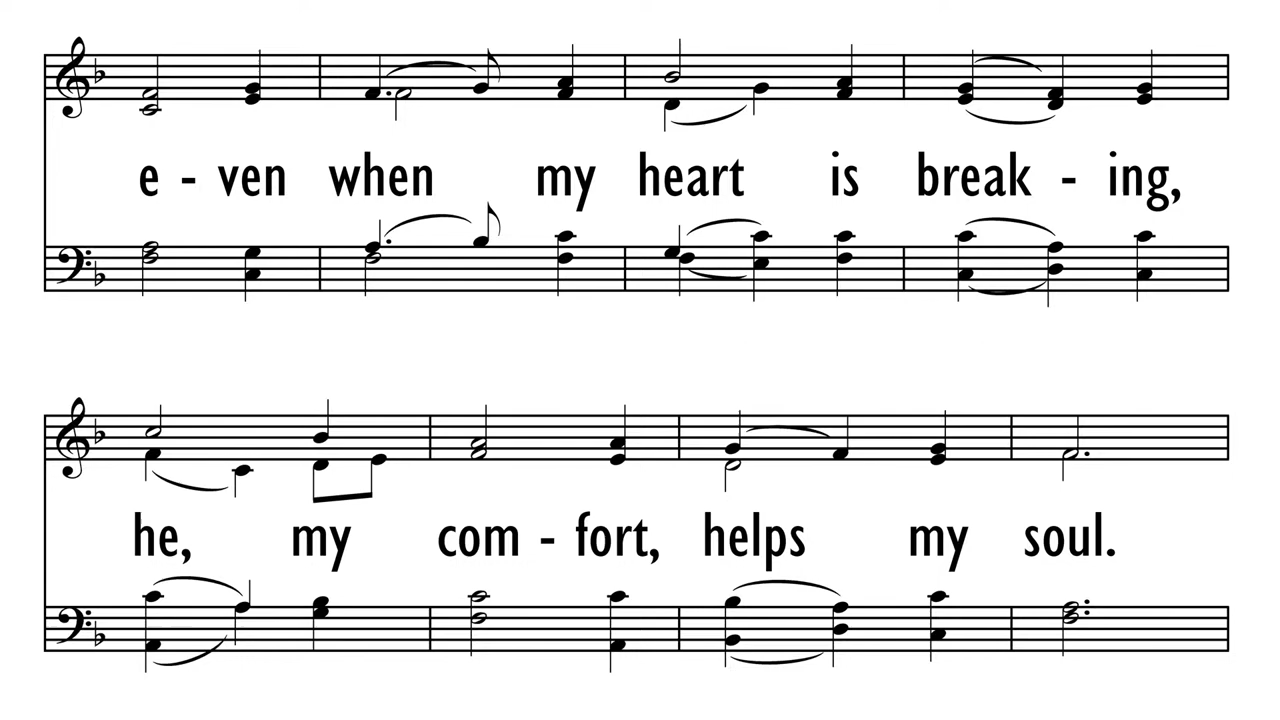 e - ven when my heart is break - ing,
he, my com - fort, helps my soul.